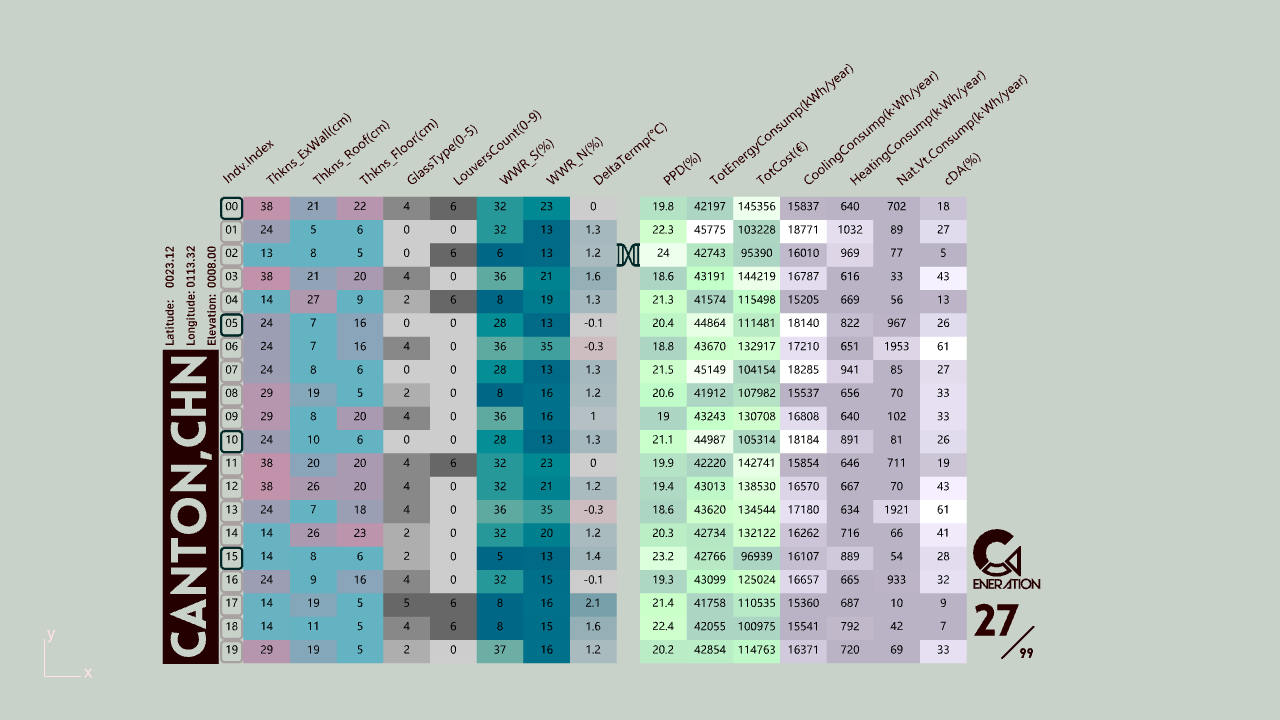 Indv.Index Thkns_ExWall(cm) Thkns_Roof(cm) Thkns_Floor(cm) GlassType(0-5) LouversCount(0-9) WWR_S(%) WWR_N(%) DeltaTermp(°C) PPD(%) TotEnergyConsump(kWh/year) TotCost(€) CoolingConsump(k·Wh/year) HeatingConsump(k·Wh/year) Nat.Vt.Consump(k·Wh/year) cDA(%)
00 38 21 22 4 6 32 23 0 19.8 42197 145356 15837 640 702 18
01 24 5 6 0 0 32 13 1.3 22.3 45775 103228 18771 1032 89 27
02 13 8 5 0 6 6 13 1.2 24 42743 95390 16010 969 77 5
03 38 21 20 4 0 36 21 1.6 18.6 43191 144219 16787 616 33 43
04 14 27 9 2 6 8 19 1.3 21.3 41574 115498 15205 669 56 13
05 24 7 16 0 0 28 13 -0.1 20.4 44864 111481 18140 822 967 26
06 24 7 16 4 0 36 35 -0.3 18.8 43670 132917 17210 651 1953 61
07 24 8 6 0 0 28 13 1.3 21.5 45149 104154 18285 941 85 27
08 29 19 5 2 0 8 16 1.2 20.6 41912 107982 15537 656 70 33
09 29 8 20 4 0 36 16 1 19 43243 130708 16808 640 102 33
10 24 10 6 0 0 28 13 1.3 21.1 44987 105314 18184 891 81 26
11 38 20 20 4 6 32 23 0 19.9 42220 142741 15854 646 711 19
12 38 26 20 4 0 32 21 1.2 19.4 43013 138530 16570 667 70 43
13 24 7 18 4 0 36 35 -0.3 18.6 43620 134544 17180 634 1921 61
14 14 26 23 2 0 32 20 1.2 20.3 42734 132122 16262 716 66 41
15 14 8 6 2 0 5 13 1.4 23.2 42766 96939 16107 889 54 28
16 24 9 16 4 0 32 15 -0.1 19.3 43099 125024 16657 665 933 32
17 14 19 5 5 6 8 16 2.1 21.4 41758 110535 15360 687 10 9
18 14 11 5 4 6 8 15 1.6 22.4 42055 100975 15541 792 42 7
19 29 19 5 2 0 37 16 1.2 20.2 42854 114763 16371 720 69 33
Latitude: 0023.12
Longitude: 0113.32
Elevation: 0008.00
CANTON,CHN
GENERATION
27/99
y
x